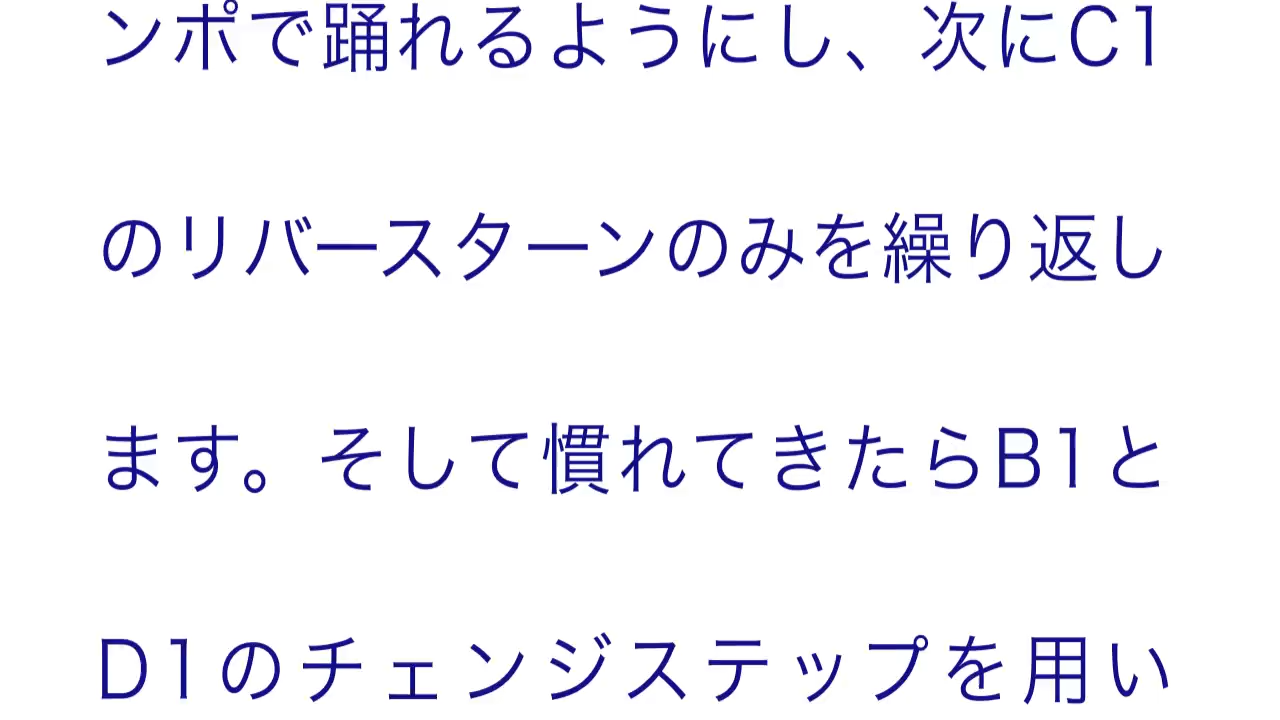 ンポで踊れるようにし、次にC1
のリバースターンのみを繰り返し
ます。そして慣れてきたらB1と
D1のチェンジステップを用い